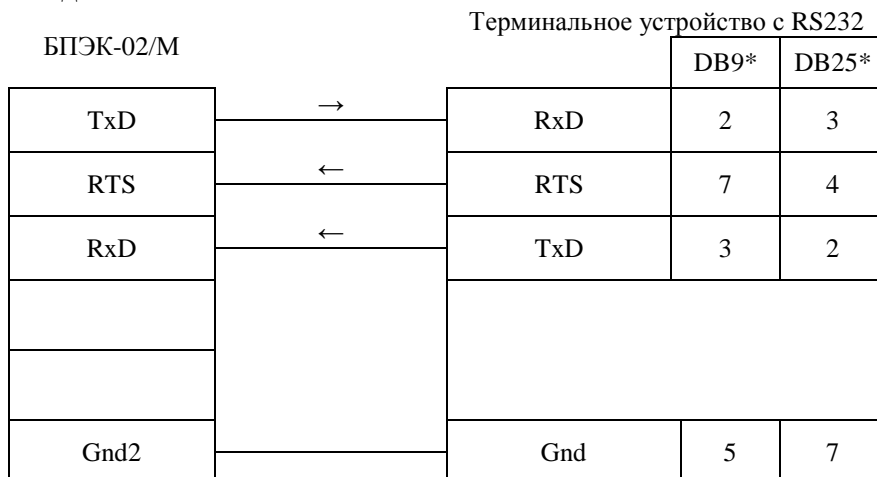 Терминальное устройство с RS232
БПЭК-02/М
DB9* DB25*
TxD → RxD 2 3
RTS ← RTS 7 4
RxD ← TxD 3 2
Gnd2 Gnd 5 7